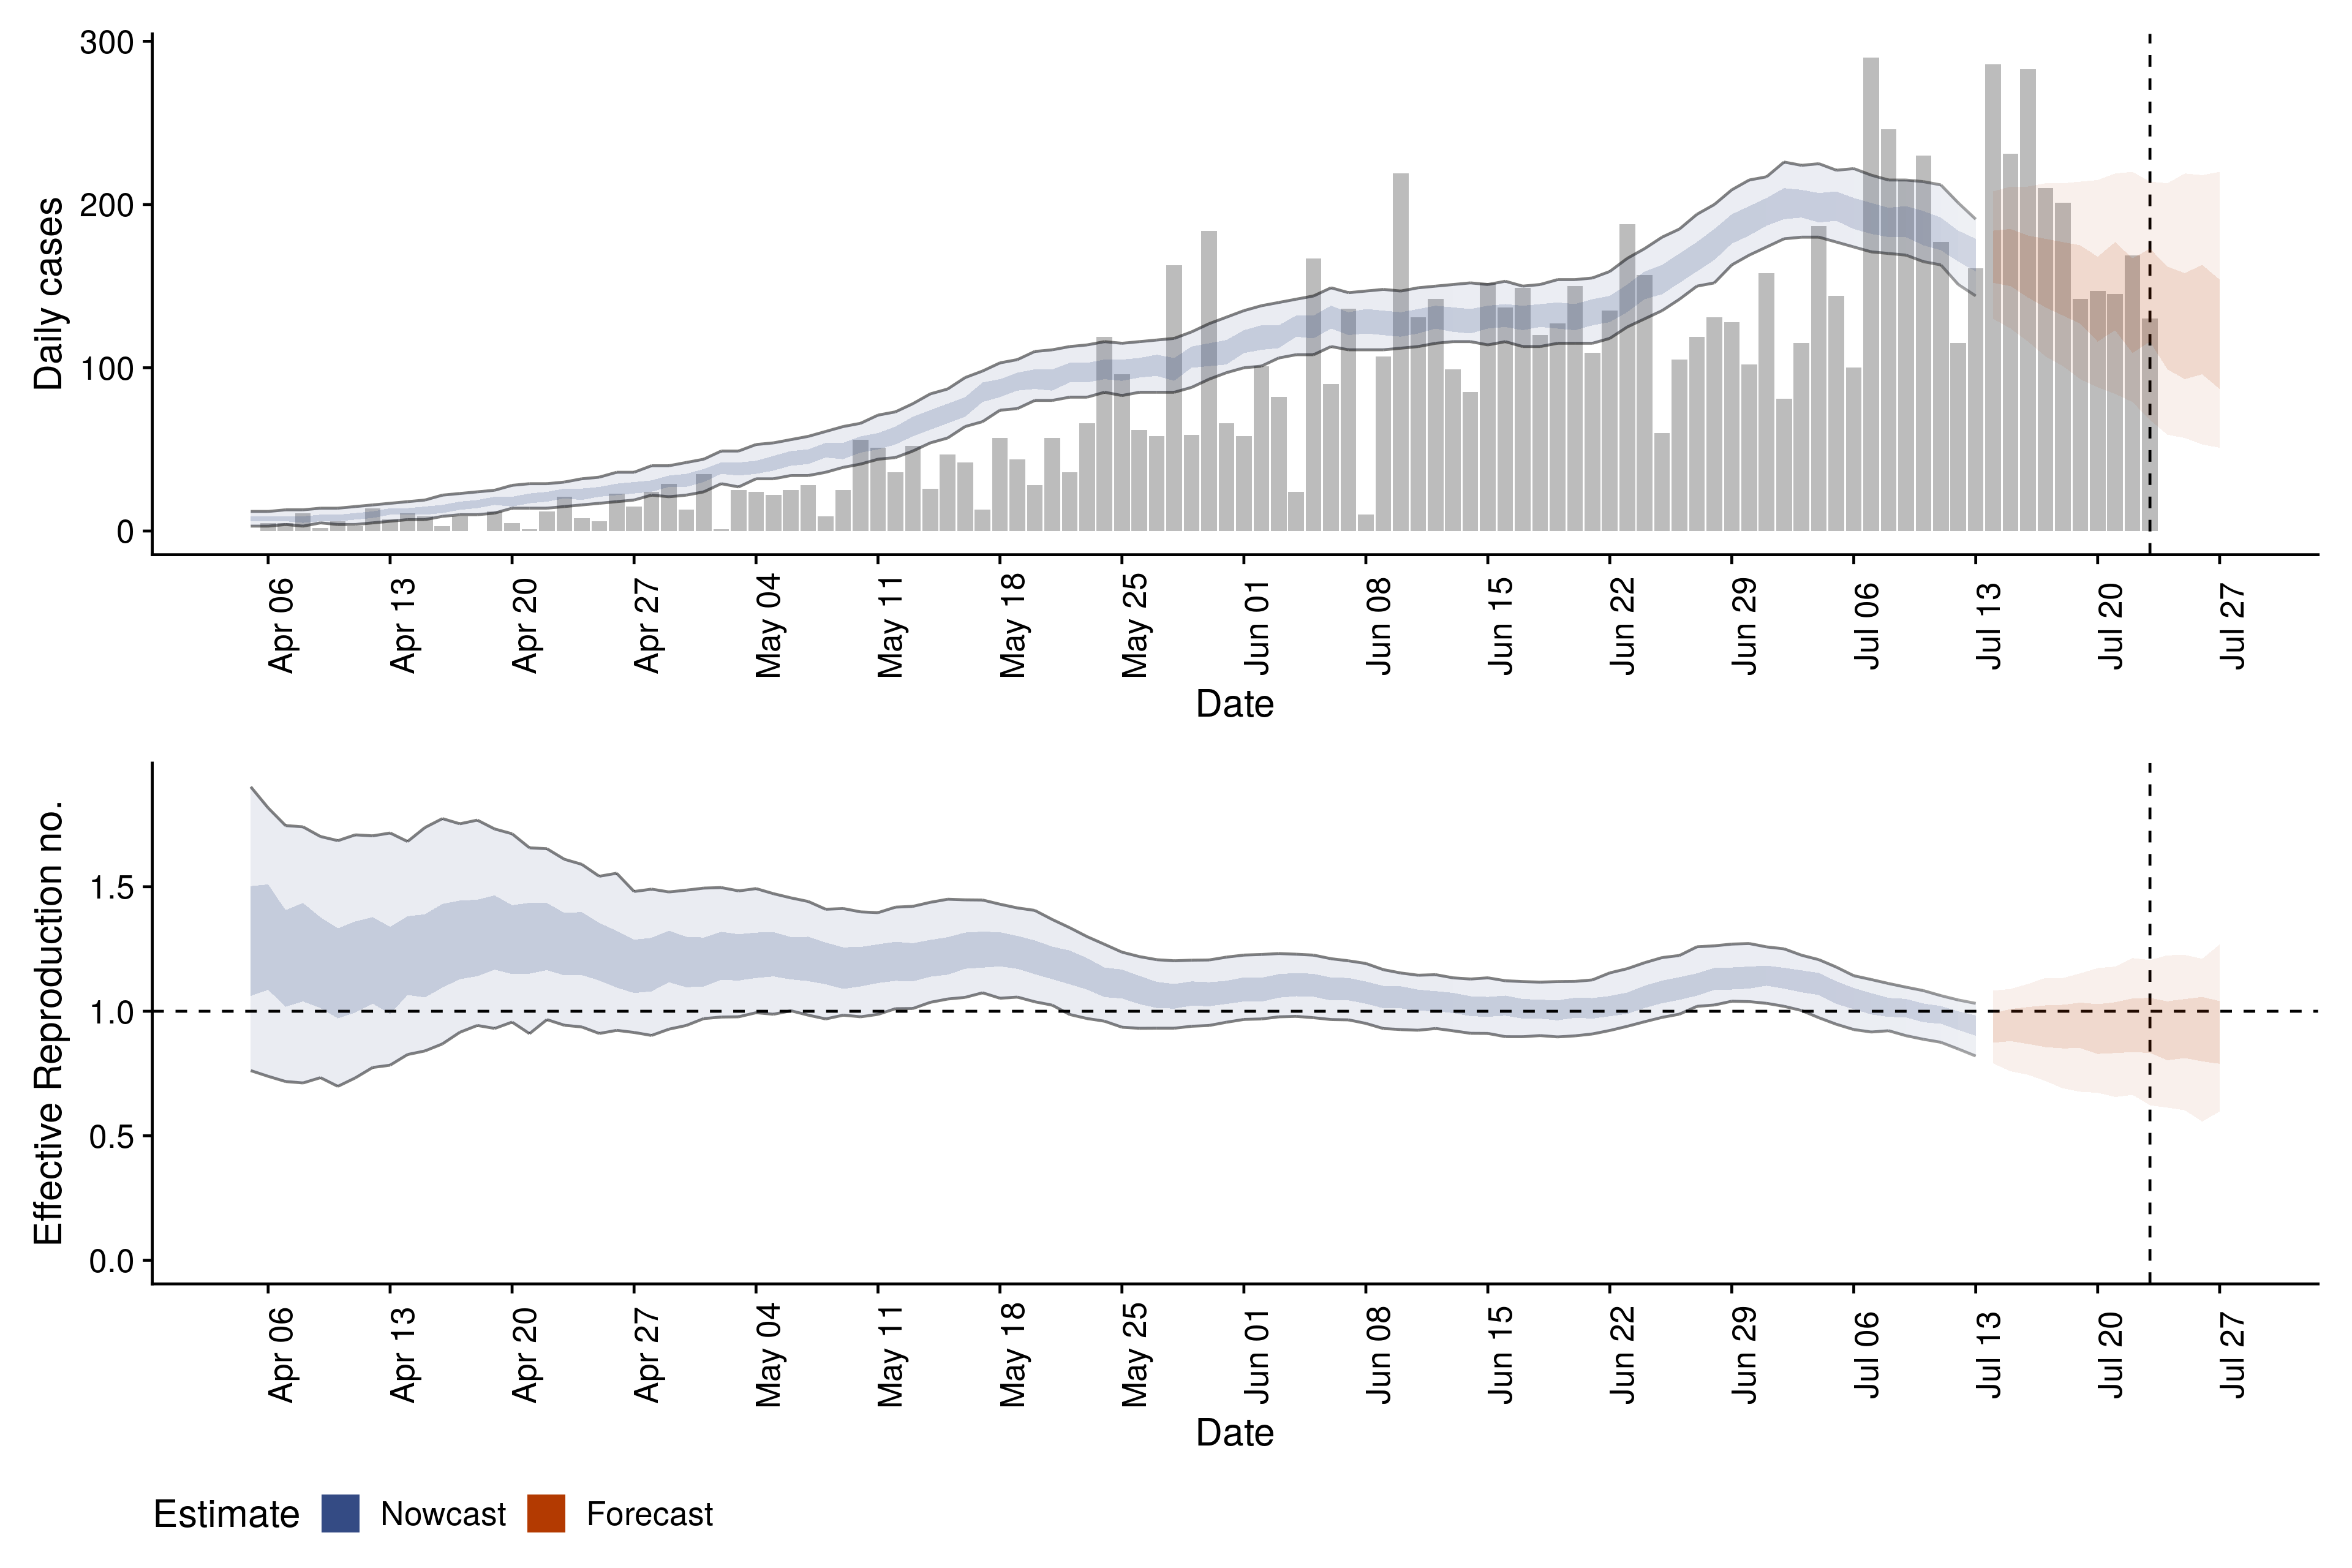 300
200
100
0
Daily cases
Apr 06
Apr 13
Apr 20
Apr 27
May 04
May 11
May 18
May 25
Jun 01
Jun 08
Jun 15
Jun 22
Jun 29
Jul 06
Jul 13
Jul 20
Jul 27
Date
1.5
1.0
0.5
0.0
Effective Reproduction no.
Apr 06
Apr 13
Apr 20
Apr 27
May 04
May 11
May 18
May 25
Jun 01
Jun 08
Jun 15
Jun 22
Jun 29
Jul 06
Jul 13
Jul 20
Jul 27
Date
Estimate Nowcast Forecast